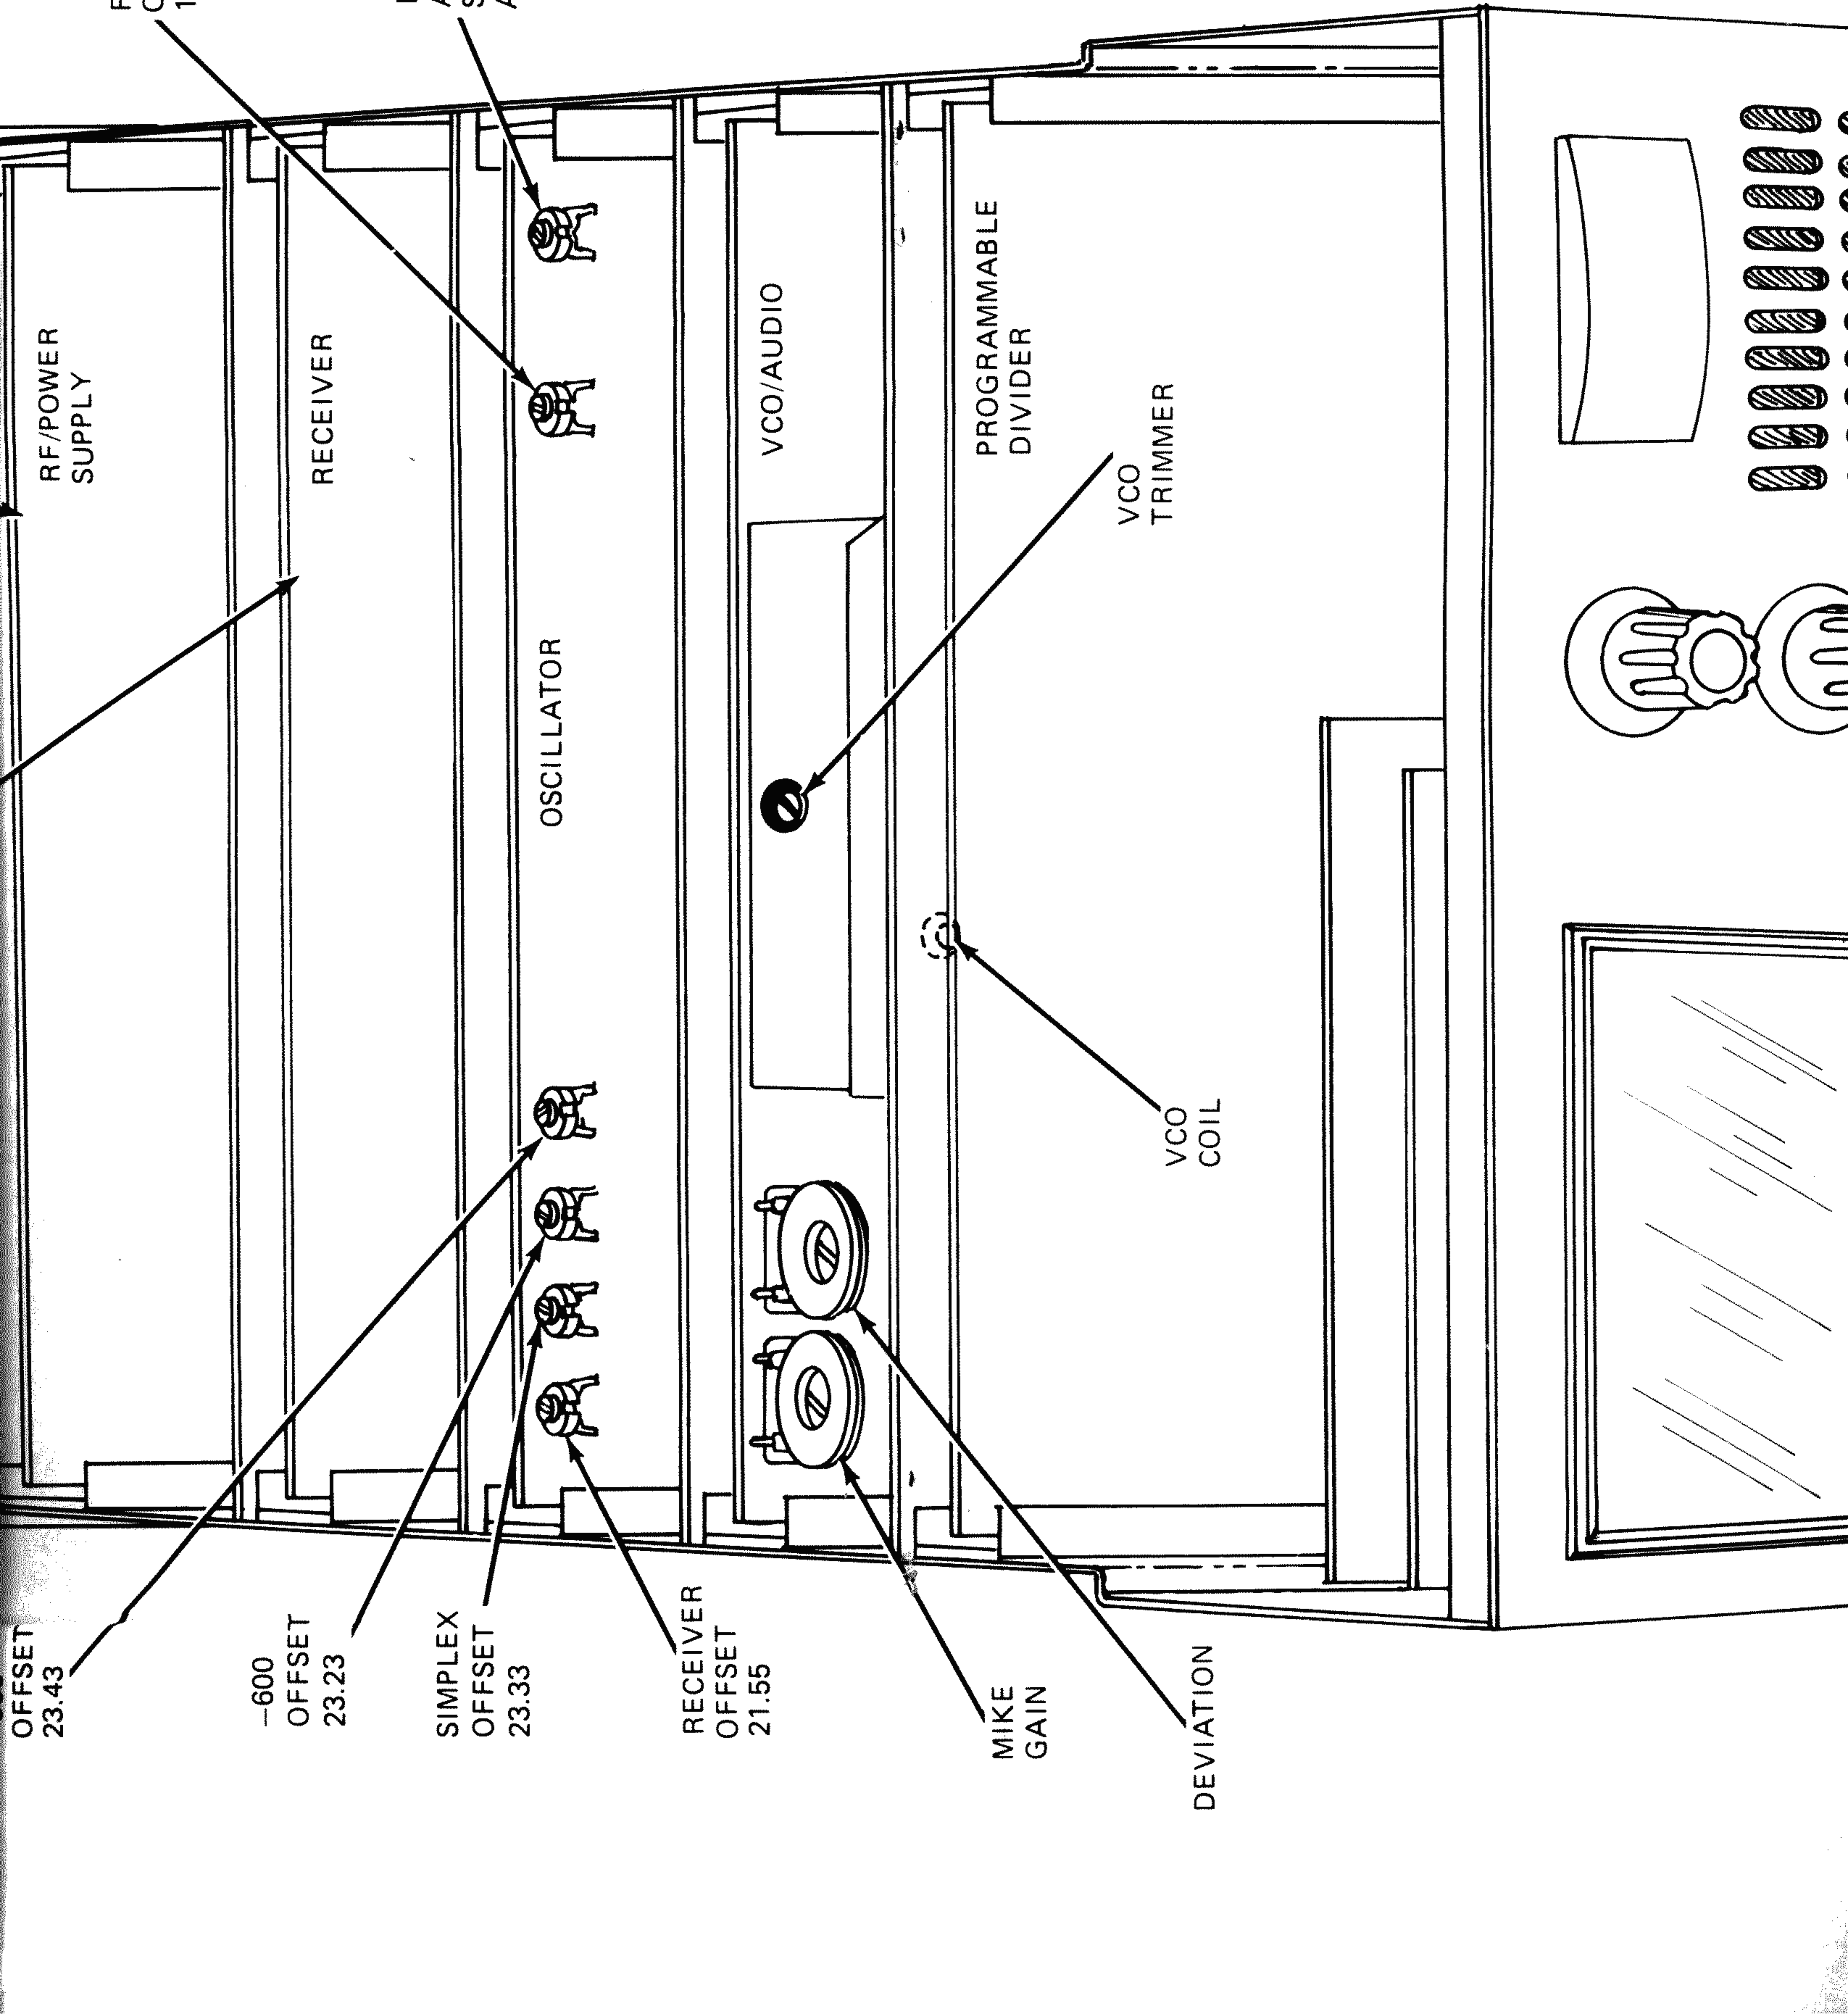 OFFSET
23.43
–600
OFFSET
23.23
SIMPLEX
OFFSET
23.33
RECEIVER
OFFSET
21.55
MIKE
GAIN
DEVIATION
RF/POWER
SUPPLY
RECEIVER
OSCILLATOR
VCO/AUDIO
PROGRAMMABLE
DIVIDER
VCO
TRIMMER
VCO
COIL